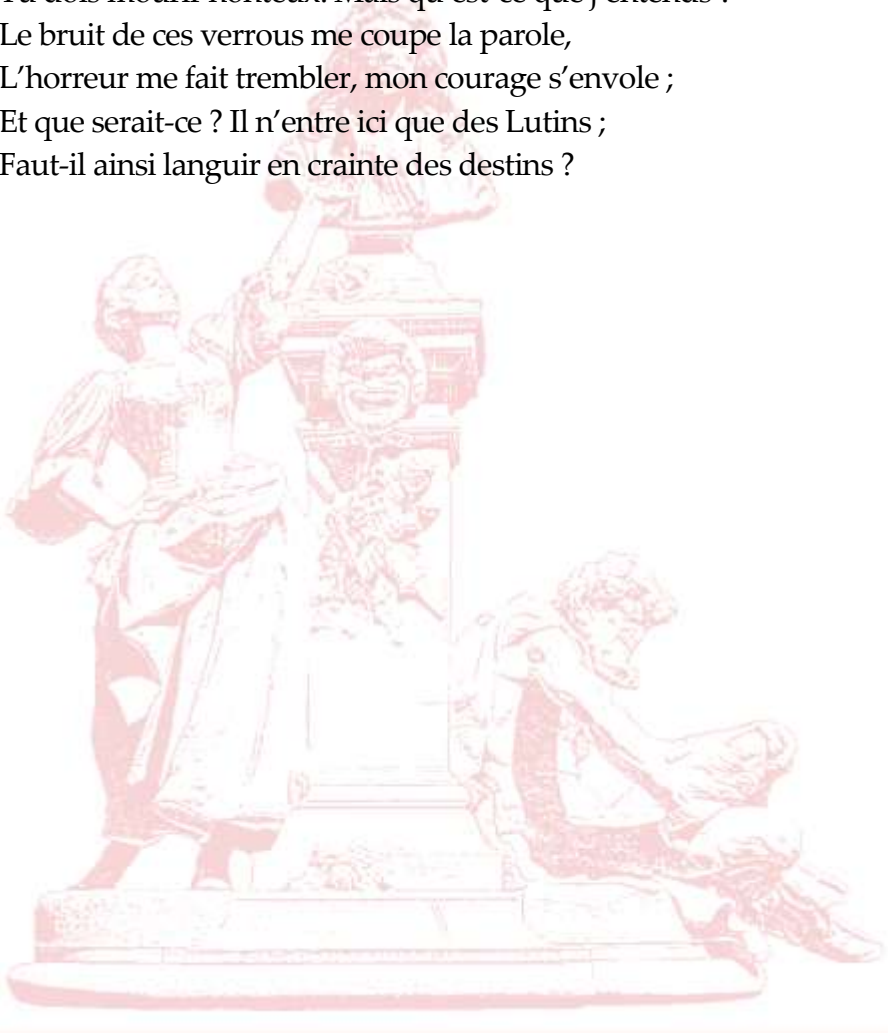 Tu dois mourir honteux. Mais qu'est-ce que j'entends ?
Le bruit de ces verrous me coupe la parole,
L'horreur me fait trembler, mon courage s'envole ;
Et que serait-ce ? Il n'entre ici que des Lutins ;
Faut-il ainsi languir en crainte des destins ?